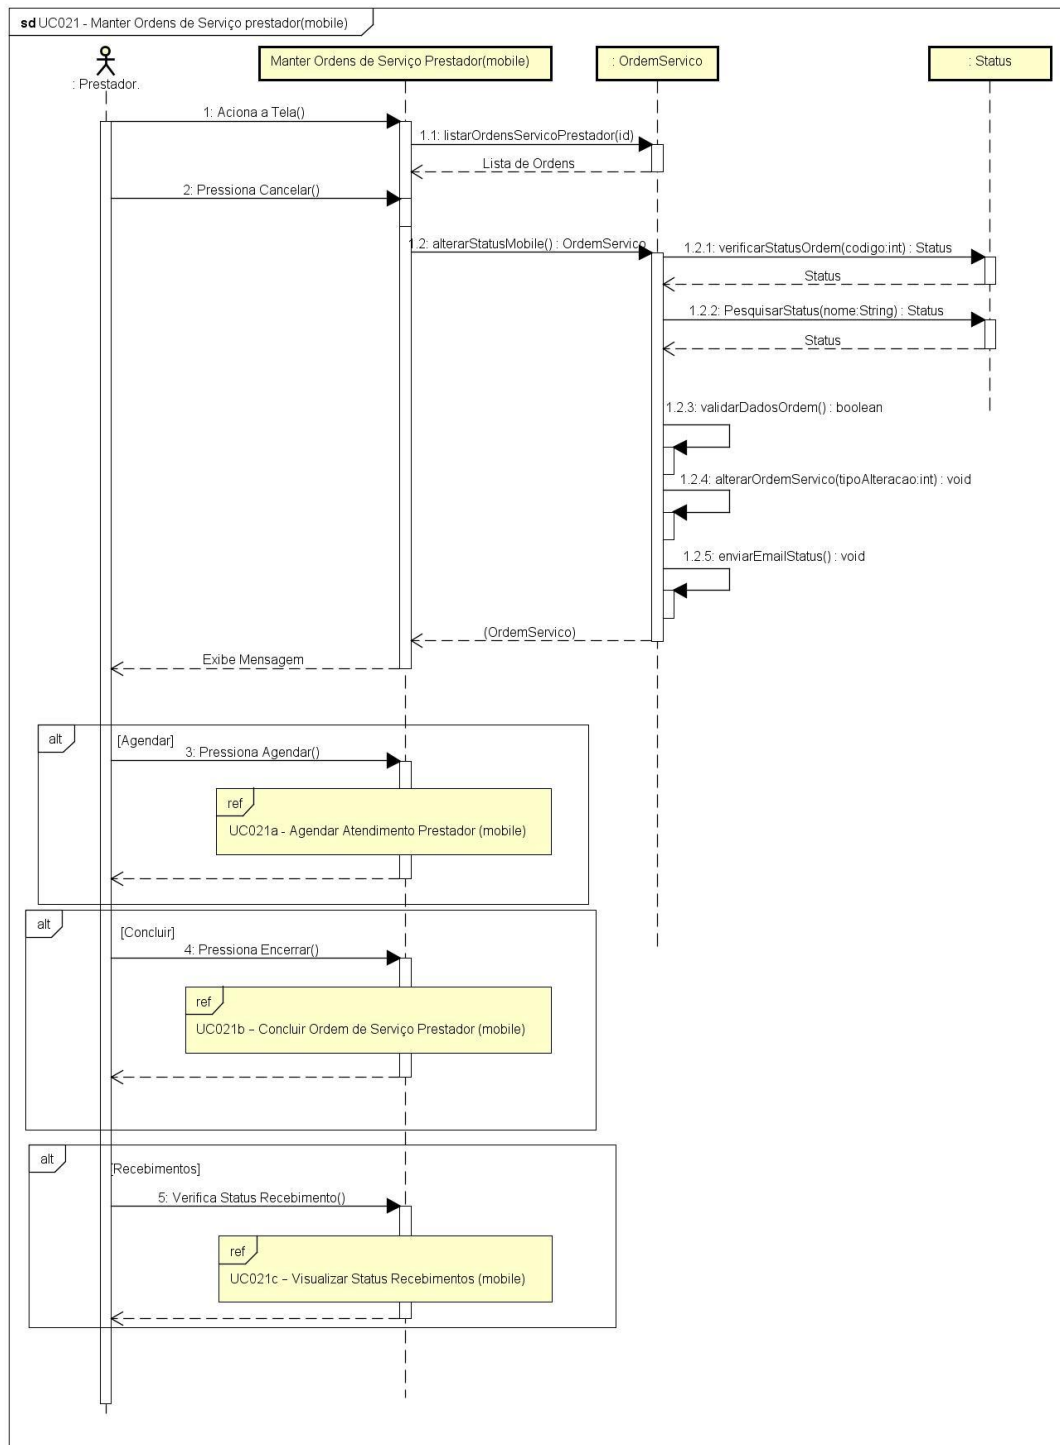 sd UC021 - Manter Ordens de Serviço prestador(mobile)
: Prestador.
Manter Ordens de Serviço Prestador(mobile)
: OrdemServico
: Status
1: Aciona a Tela()
1.1: listarOrdensServicoPrestador(id)
Lista de Ordens
2: Pressiona Cancelar()
1.2: alterarStatusMobile() : OrdemServico
1.2.1: verificarStatusOrdem(codigo:int) : Status
Status
1.2.2: PesquisarStatus(nome:String) : Status
Status
1.2.3: validarDadosOrdem() : boolean
1.2.4: alterarOrdemServico(tipoAlteracao:int) : void
1.2.5: enviarEmailStatus() : void
(OrdemServico)
Exibe Mensagem
alt
[Agendar]
3: Pressiona Agendar()
ref
UC021a - Agendar Atendimento Prestador (mobile)
alt
[Concluir]
4: Pressiona Encerrar()
ref
UC021b – Concluir Ordem de Serviço Prestador (mobile)
alt
[Recebimentos]
5: Verifica Status Recebimento()
ref
UC021c – Visualizar Status Recebimentos (mobile)